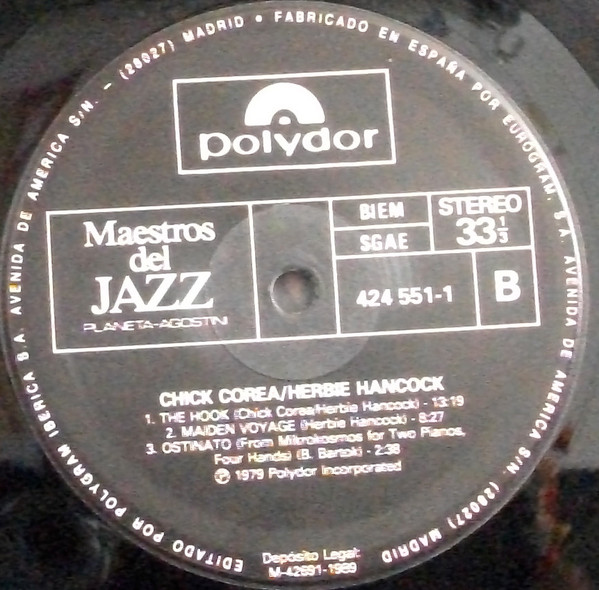 EDITADO POR POLYGRAM IBERICA S.A. AVENIDA DE AMERICA S/N. - (28027) MADRID • FABRICADO EN ESPAÑA POR EUROGRAM, S.A. AVENIDA DE AMERICA S/N. (28027) MADRID
polydor
Maestros
del
JAZZ
PLANETA-AGOSTINI
BIEM
SGAE
STEREO
33 1/3
424 551-1
B
CHICK COREA/HERBIE HANCOCK
1. THE HOOK (Chick Corea/Herbie Hancock) - 13:19
2. MAIDEN VOYAGE (Herbie Hancock) - 8:27
3. OSTINATO (From Mikrokosmos for Two Pianos,
Four Hands) (B. Bartok) - 2:38
℗ 1979 Polydor Incorporated
Depósito Legal:
M-42691-1989